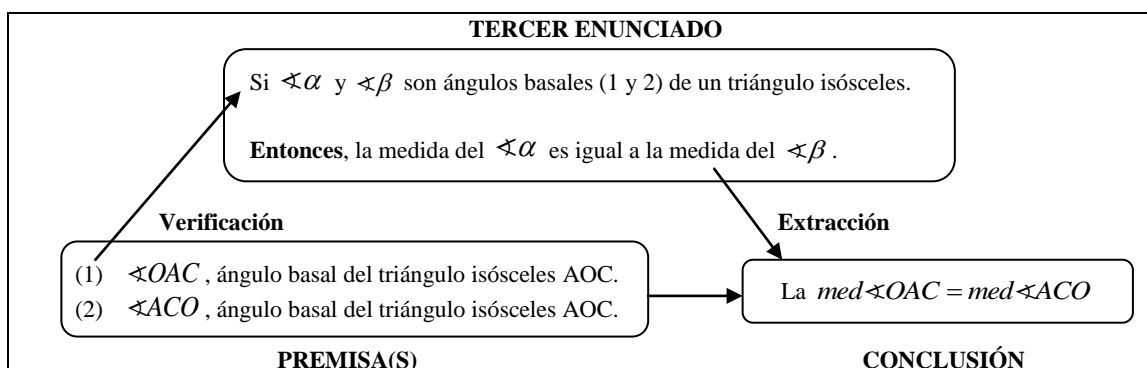 TERCER ENUNCIADO
Si ∢α y ∢β son ángulos basales (1 y 2) de un triángulo isósceles.
Entonces, la medida del ∢α es igual a la medida del ∢β.
Verificación
Extracción
(1) ∢OAC, ángulo basal del triángulo isósceles AOC.
(2) ∢ACO, ángulo basal del triángulo isósceles AOC.
La med∢OAC = med∢ACO
PREMISA(S)
CONCLUSIÓN